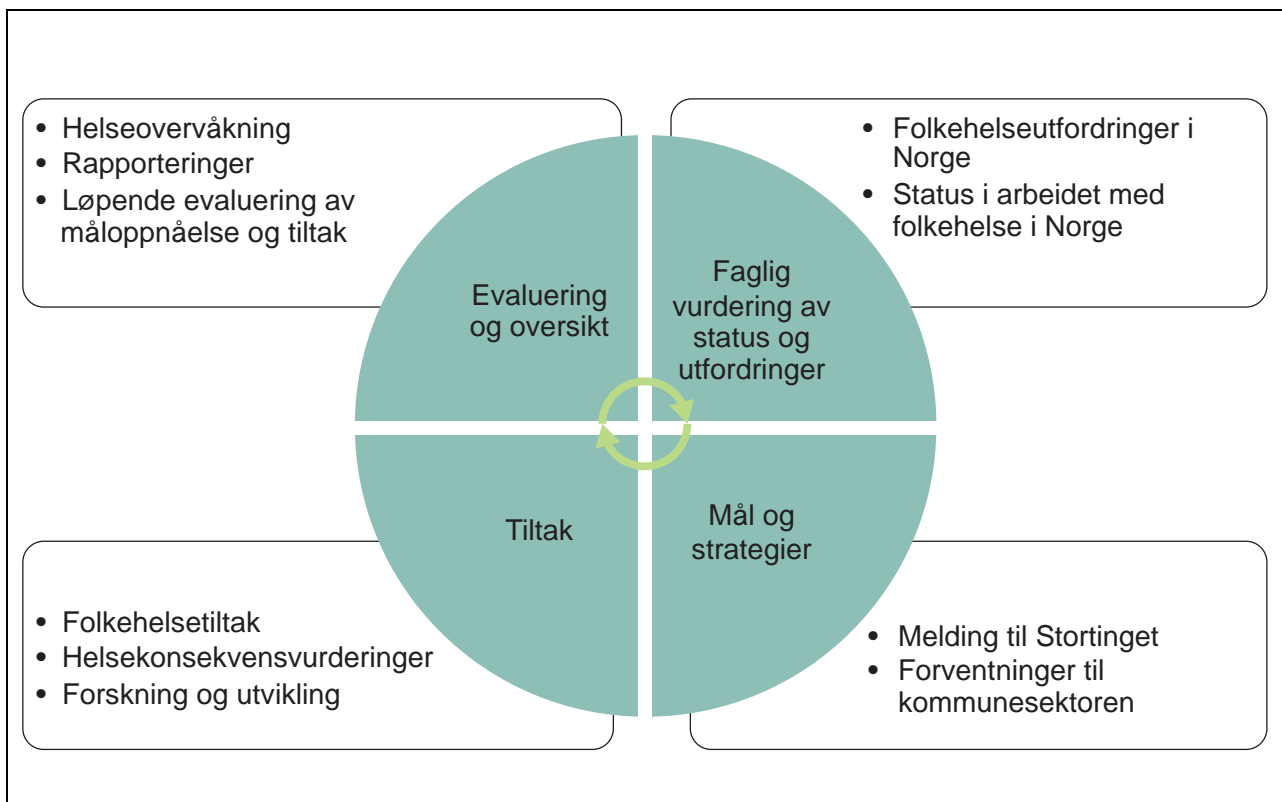 • Helseovervåkning
• Rapporteringer
• Løpende evaluering av
måloppnåelse og tiltak
• Folkehelseutfordringer i
Norge
• Status i arbeidet med
folkehelse i Norge
Evaluering
og oversikt
Faglig
vurdering av
status og
utfordringer
Tiltak
Mål og
strategier
• Folkehelsetiltak
• Helsekonsekvensvurderinger
• Forskning og utvikling
• Melding til Stortinget
• Forventninger til
kommunesektoren